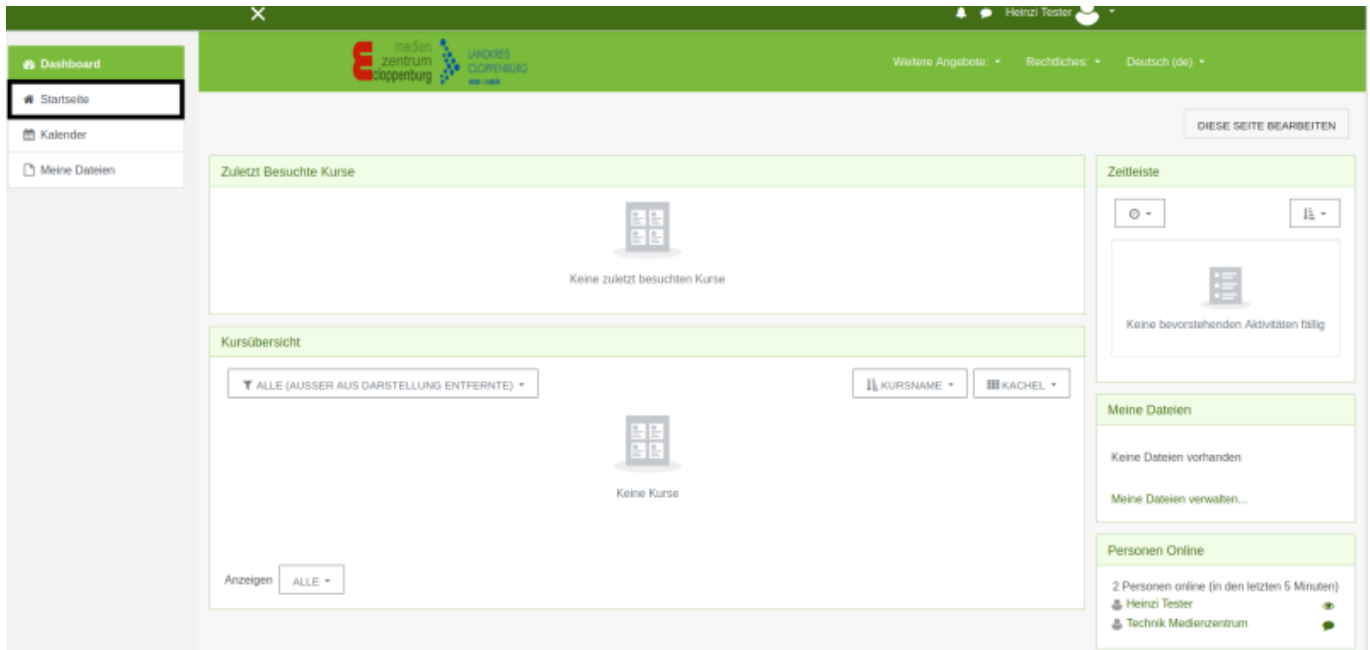 Heinzi Tester
Dashboard
Startseite
Kalender
Meine Dateien
medien
zentrum
cloppenburg
LANDKREIS
CLOPPENBURG
Weitere Angebote:
Rechtliches:
Deutsch (de)
DIESE SEITE BEARBEITEN
Zuletzt Besuchte Kurse
Keine zuletzt besuchten Kurse
Kursübersicht
ALLE (AUSSER AUS DARSTELLUNG ENTFERNTE)
KURSNAME
KACHEL
Keine Kurse
Anzeigen ALLE
Zeitleiste
Keine bevorstehenden Aktivitäten fällig
Meine Dateien
Keine Dateien vorhanden
Meine Dateien verwalten...
Personen Online
2 Personen online (in den letzten 5 Minuten)
Heinzi Tester
Technik Medienzentrum